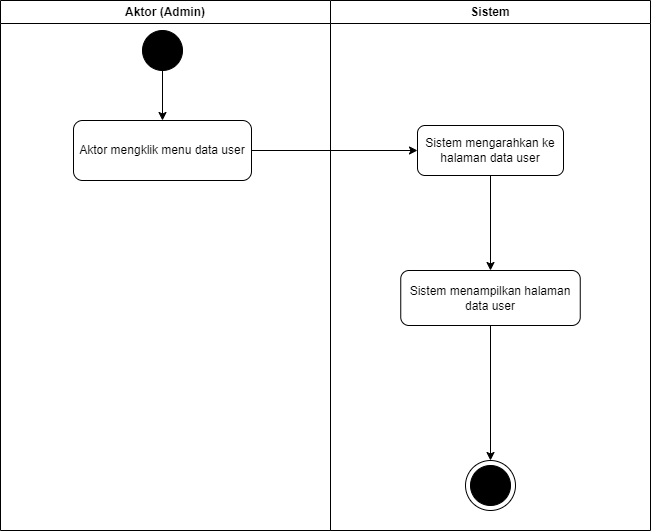 Aktor (Admin)
Sistem
Aktor mengklik menu data user
Sistem mengarahkan ke
halaman data user
Sistem menampilkan halaman
data user